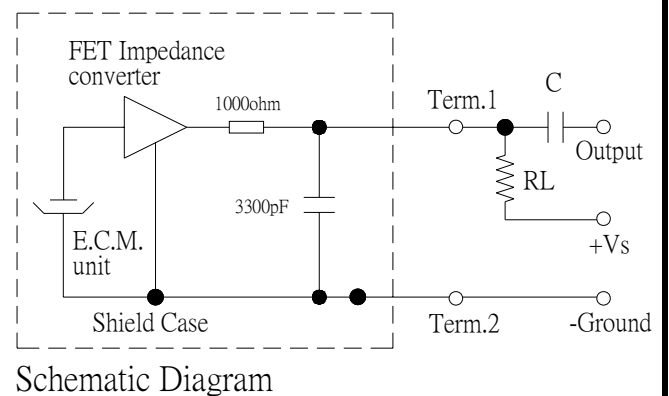 FET Impedance
converter
1000ohm
Term.1
C
Output
RL
3300pF
+Vs
E.C.M.
unit
Shield Case
Term.2
-Ground
Schematic Diagram